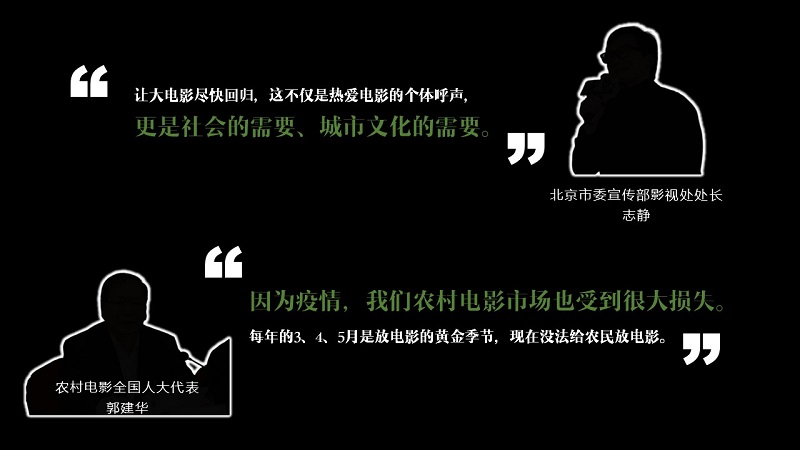 让大电影尽快回归，这不仅是热爱电影的个体呼声，
更是社会的需要、城市文化的需要。
北京市委宣传部影视处处长
志静
因为疫情，我们农村电影市场也受到很大损失。
每年的3、4、5月是放电影的黄金季节，现在没法给农民放电影。
农村电影全国人大代表
郭建华